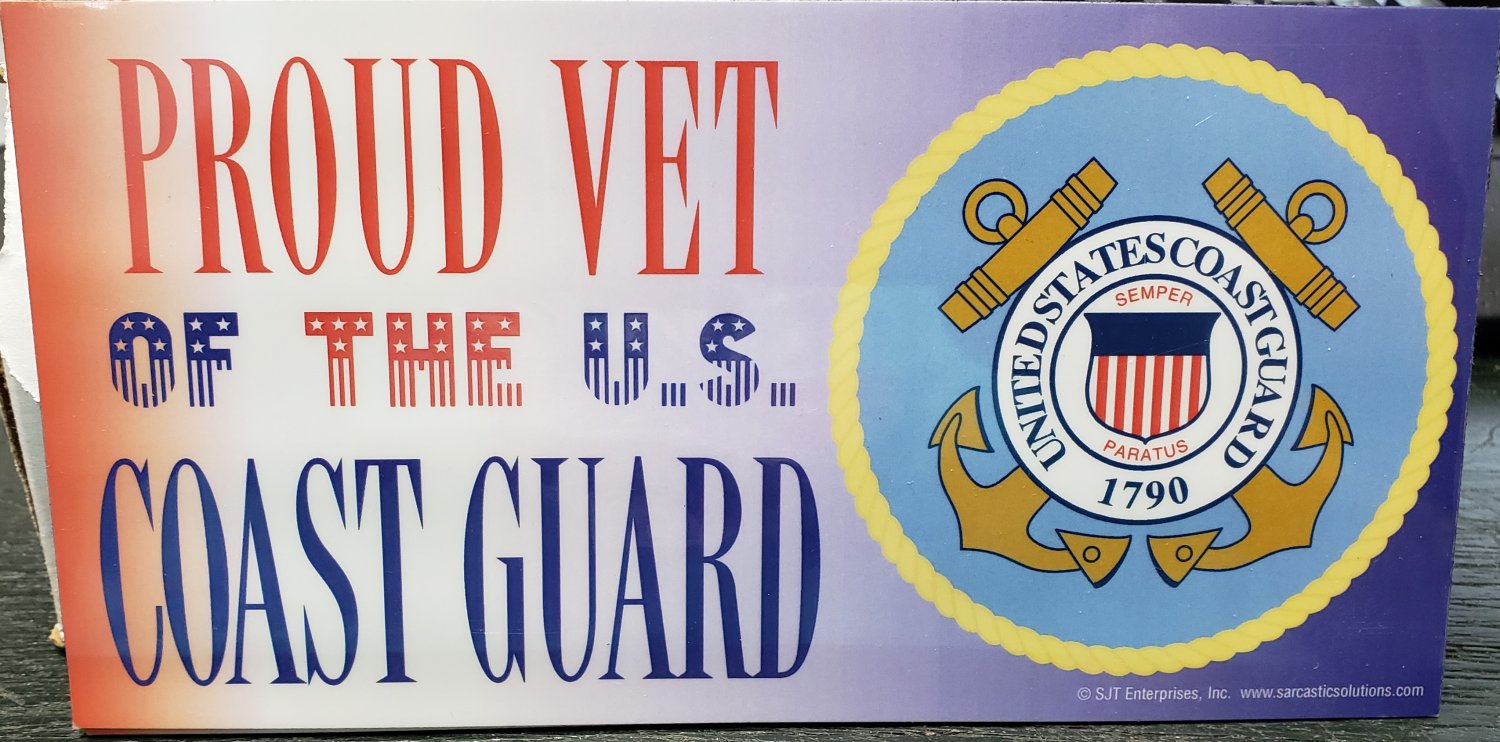 PROUD VET
OF THE U.S.
COAST GUARD
UNITED STATES COAST GUARD
SEMPER
PARATUS
1790
© SJT Enterprises, Inc. www.sarcasticsolutions.com